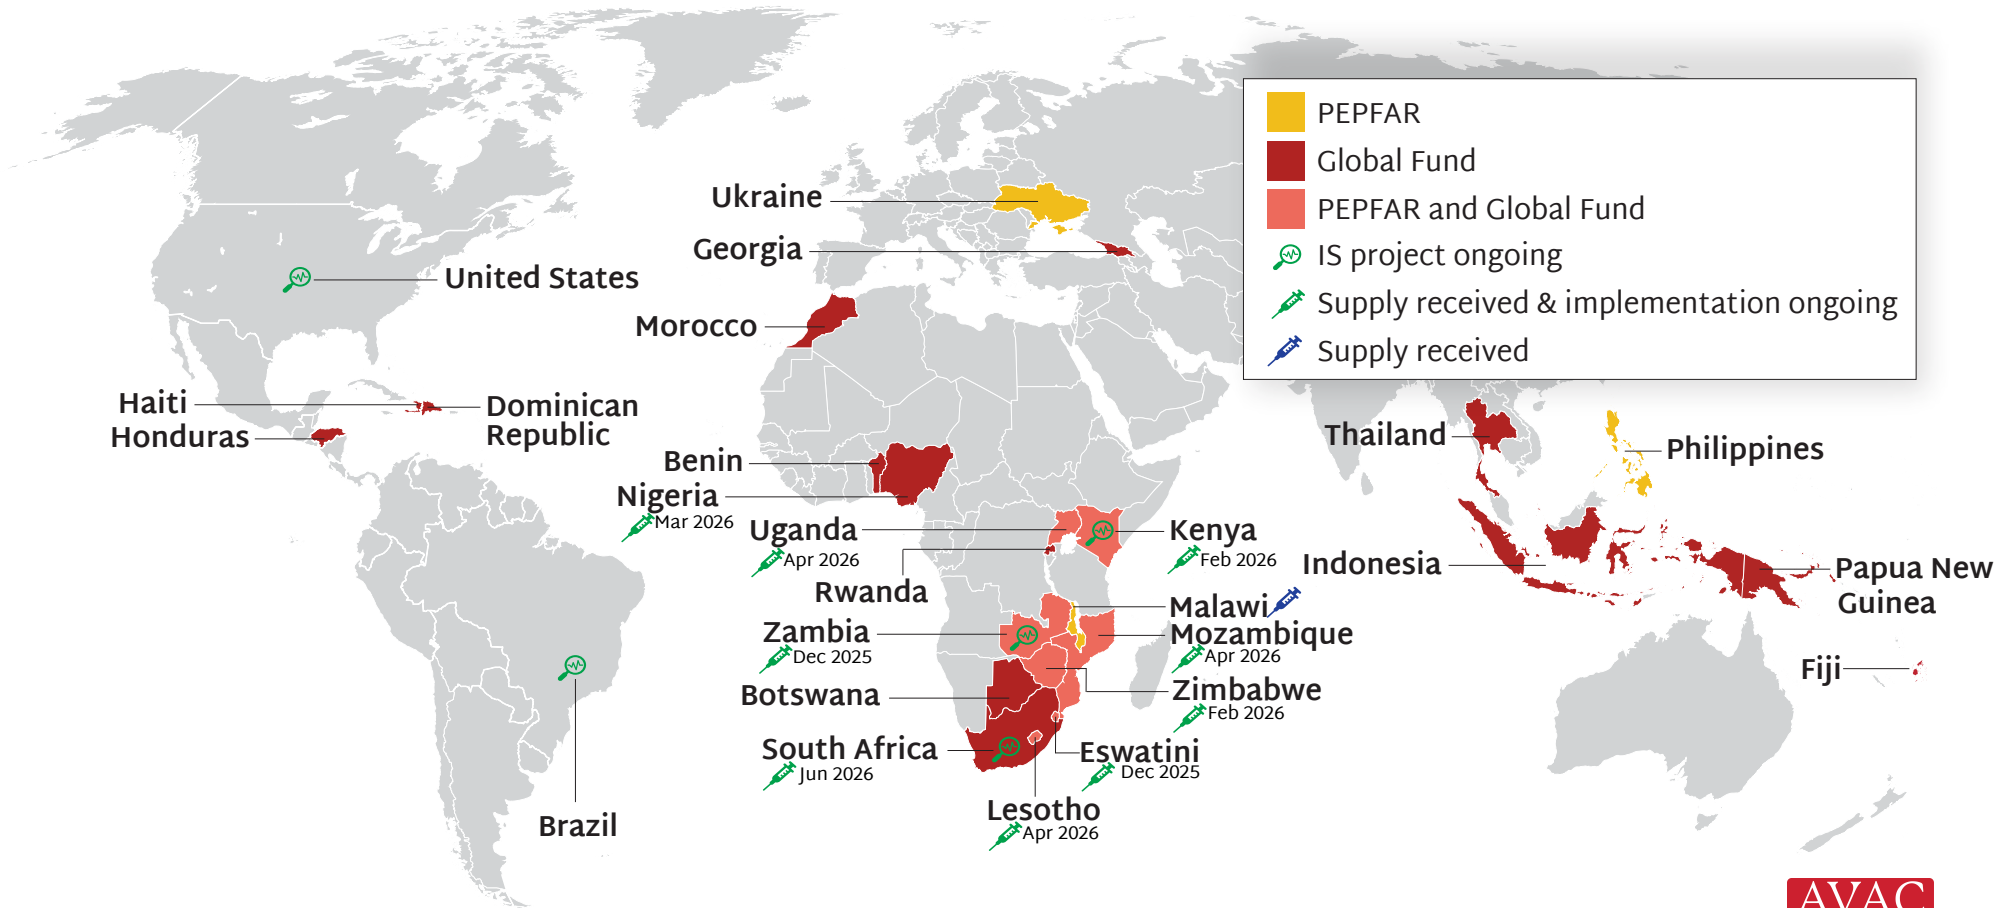 PEPFAR
Global Fund
PEPFAR and Global Fund
IS project ongoing
Supply received & implementation ongoing
Supply received
Ukraine
Georgia
United States
Morocco
Haiti
Dominican
Republic
Honduras
Thailand
Philippines
Benin
Nigeria
Mar 2026
Uganda
Apr 2026
Kenya
Feb 2026
Rwanda
Indonesia
Papua New
Guinea
Malawi
Zambia
Dec 2025
Mozambique
Apr 2026
Fiji
Botswana
Zimbabwe
Feb 2026
South Africa
Jun 2026
Eswatini
Dec 2025
Lesotho
Apr 2026
Brazil
AVAC